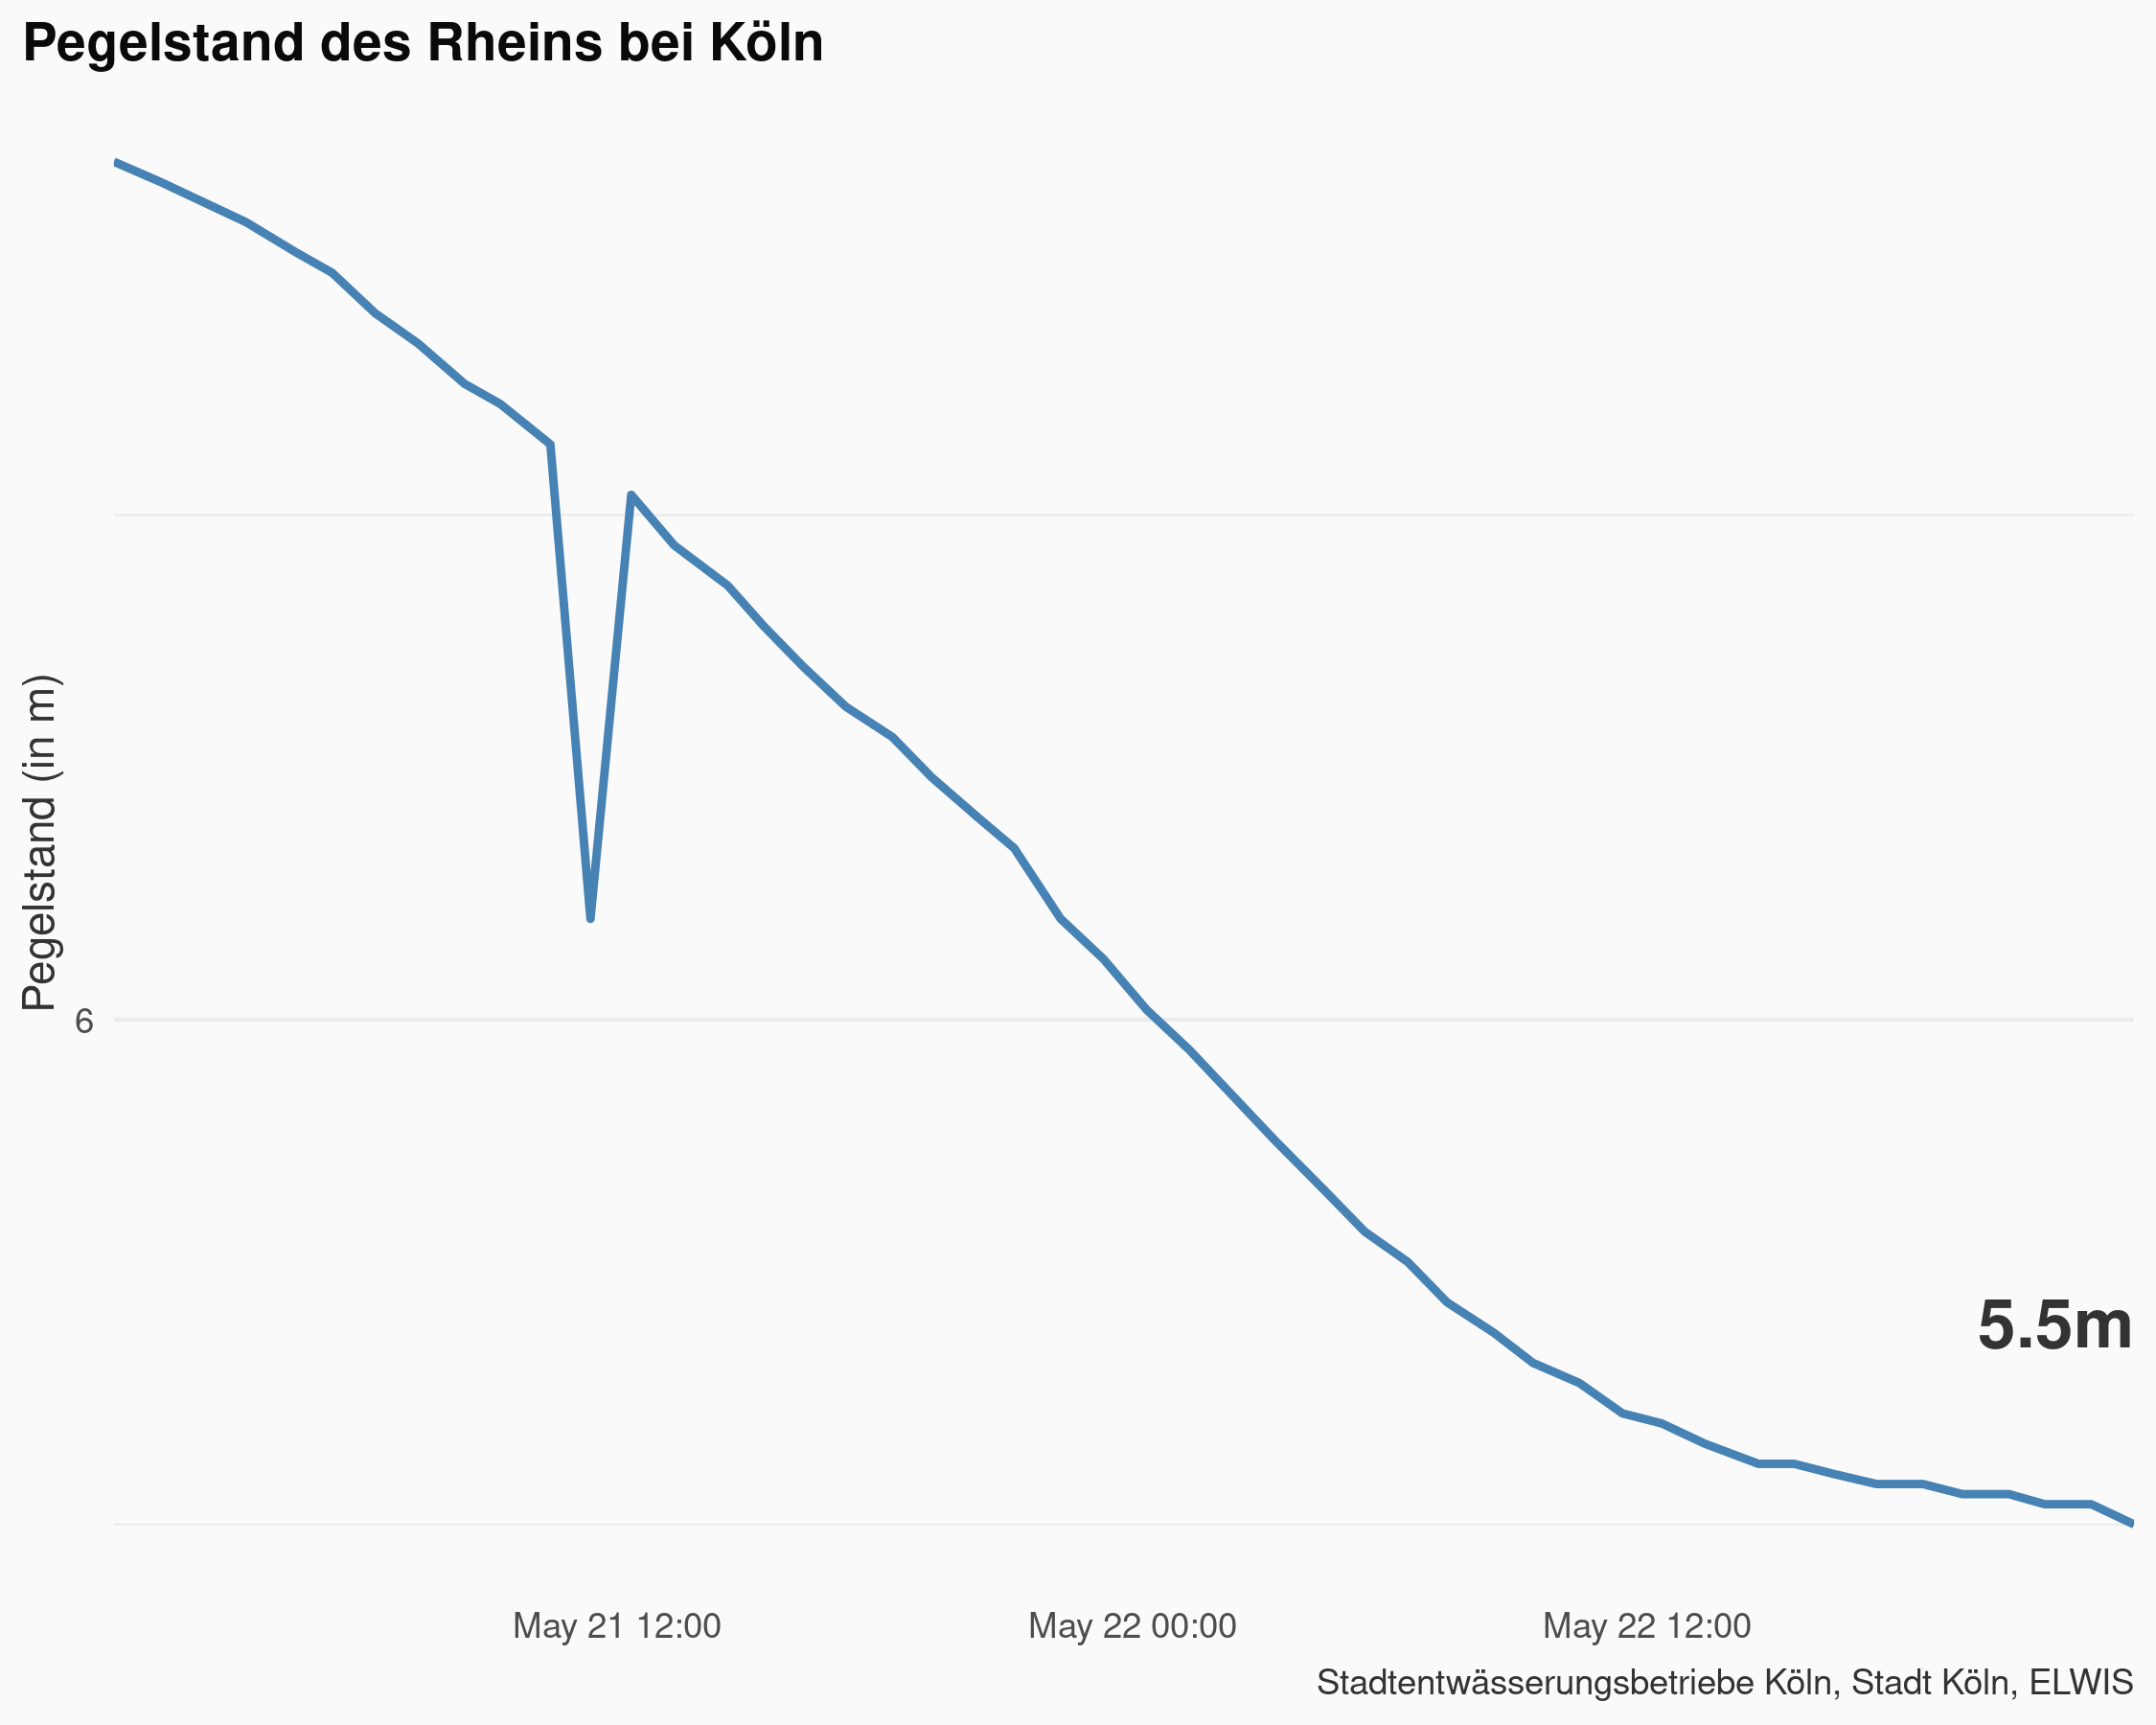 Pegelstand des Rheins bei Köln
Pegelstand (in m)
6
5.5m
May 21 12:00
May 22 00:00
May 22 12:00
Stadtentwässerungsbetriebe Köln, Stadt Köln, ELWIS